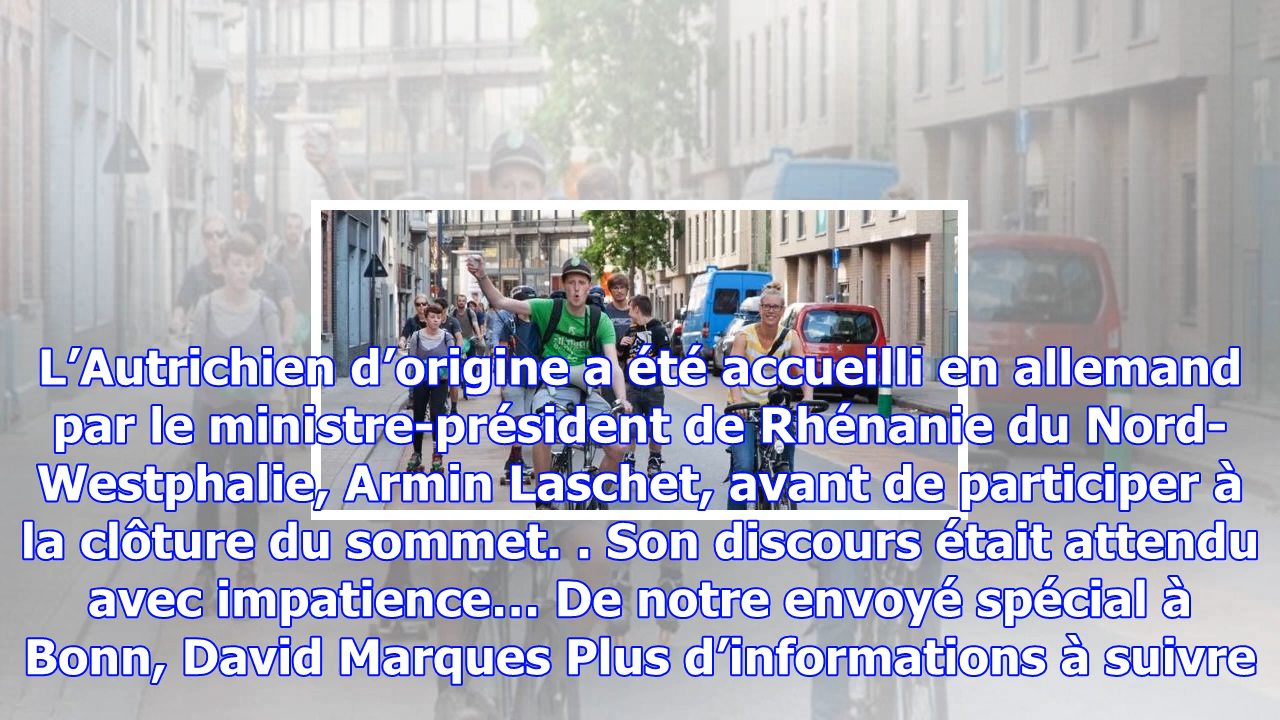 L’Autrichien d’origine a été accueilli en allemand
par le ministre-président de Rhénanie du Nord-
Westphalie, Armin Laschet, avant de participer à
la clôture du sommet. . Son discours était attendu
avec impatience... De notre envoyé spécial à
Bonn, David Marques Plus d’informations à suivre